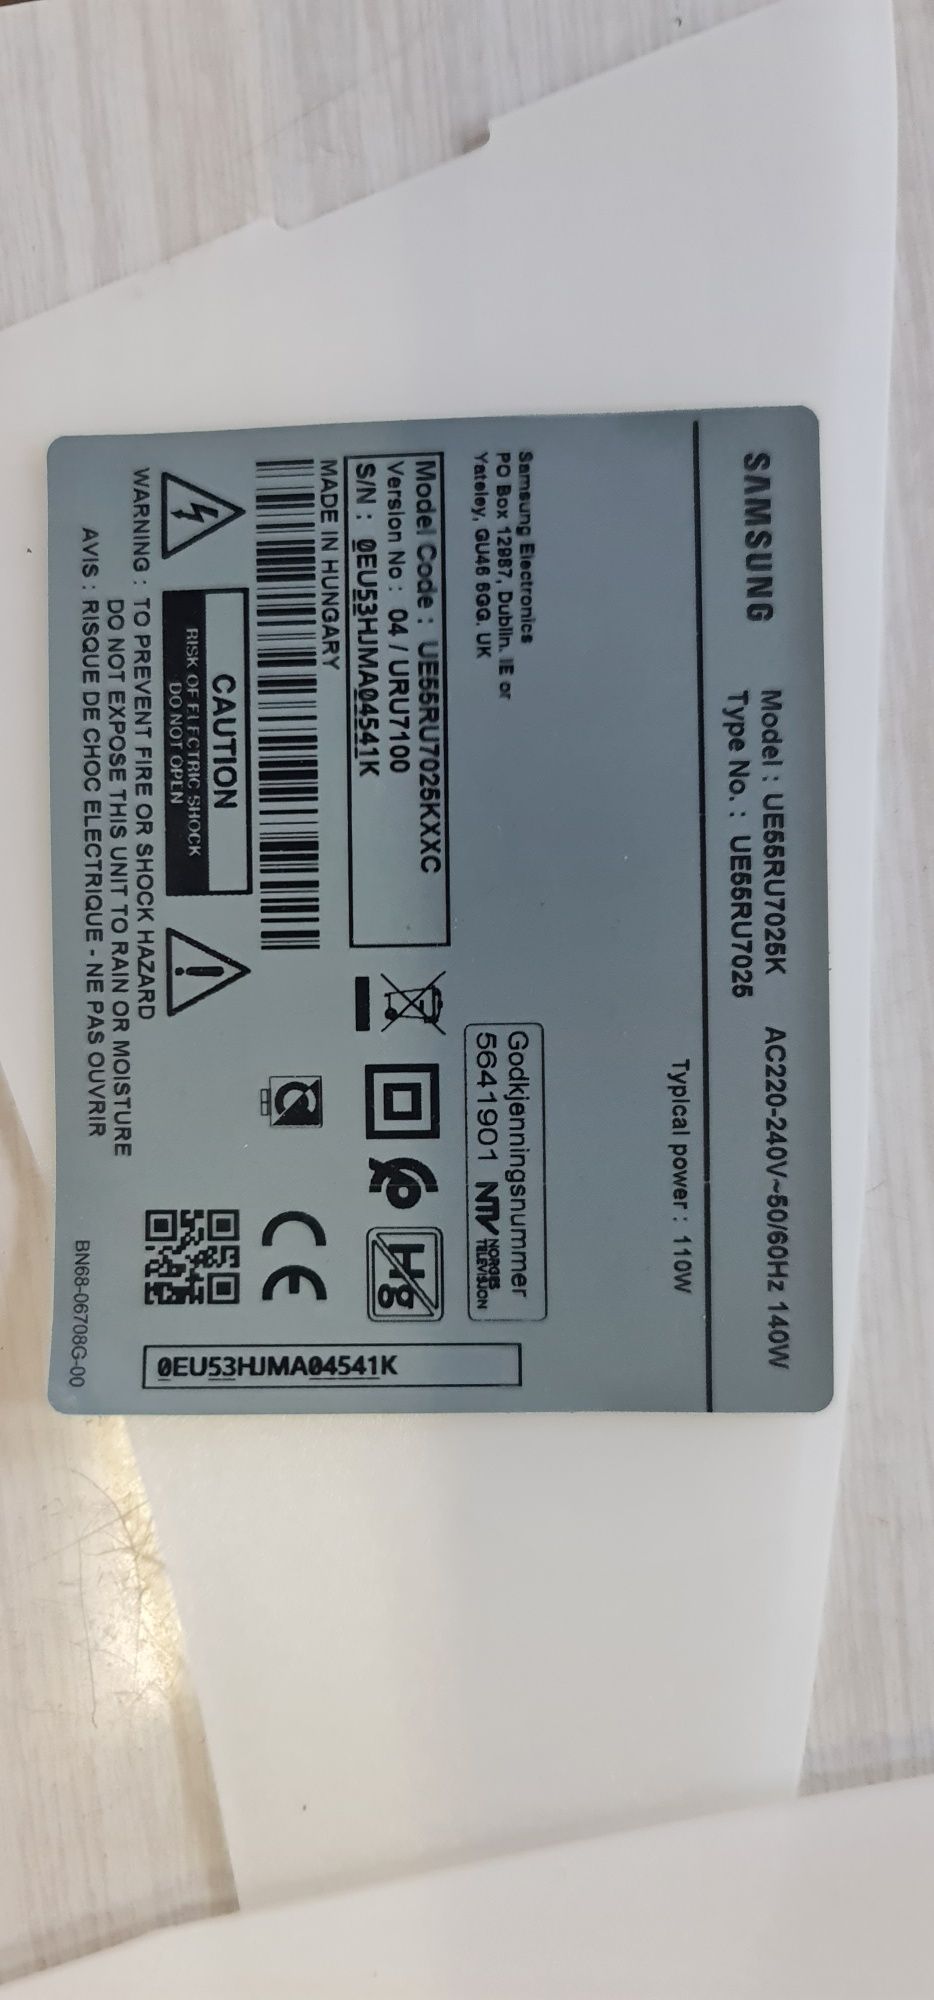 SAMSUNG
Model : UE55RU7025K AC220-240V~50/60Hz 140W
Type No. : UE55RU7025
Typical power : 110W
Samsung Electronics
PO Box 12987, Dublin. IE or
Yateley, GU46 6GG. UK
Godkjenningsnummer
5641901 NTV NORGES TELEVISJON
Model Code : UE55RU7025KXXC
Version No : 04 / URU7100
S/N : 0EU53HJMA04541K
MADE IN HUNGARY
Hg
CE
CAUTION
RISK OF ELECTRIC SHOCK
DO NOT OPEN
WARNING : TO PREVENT FIRE OR SHOCK HAZARD
DO NOT EXPOSE THIS UNIT TO RAIN OR MOISTURE
AVIS : RISQUE DE CHOC ELECTRIQUE - NE PAS OUVRIR
0EU53HJMA04541K
BN68-06708G-00